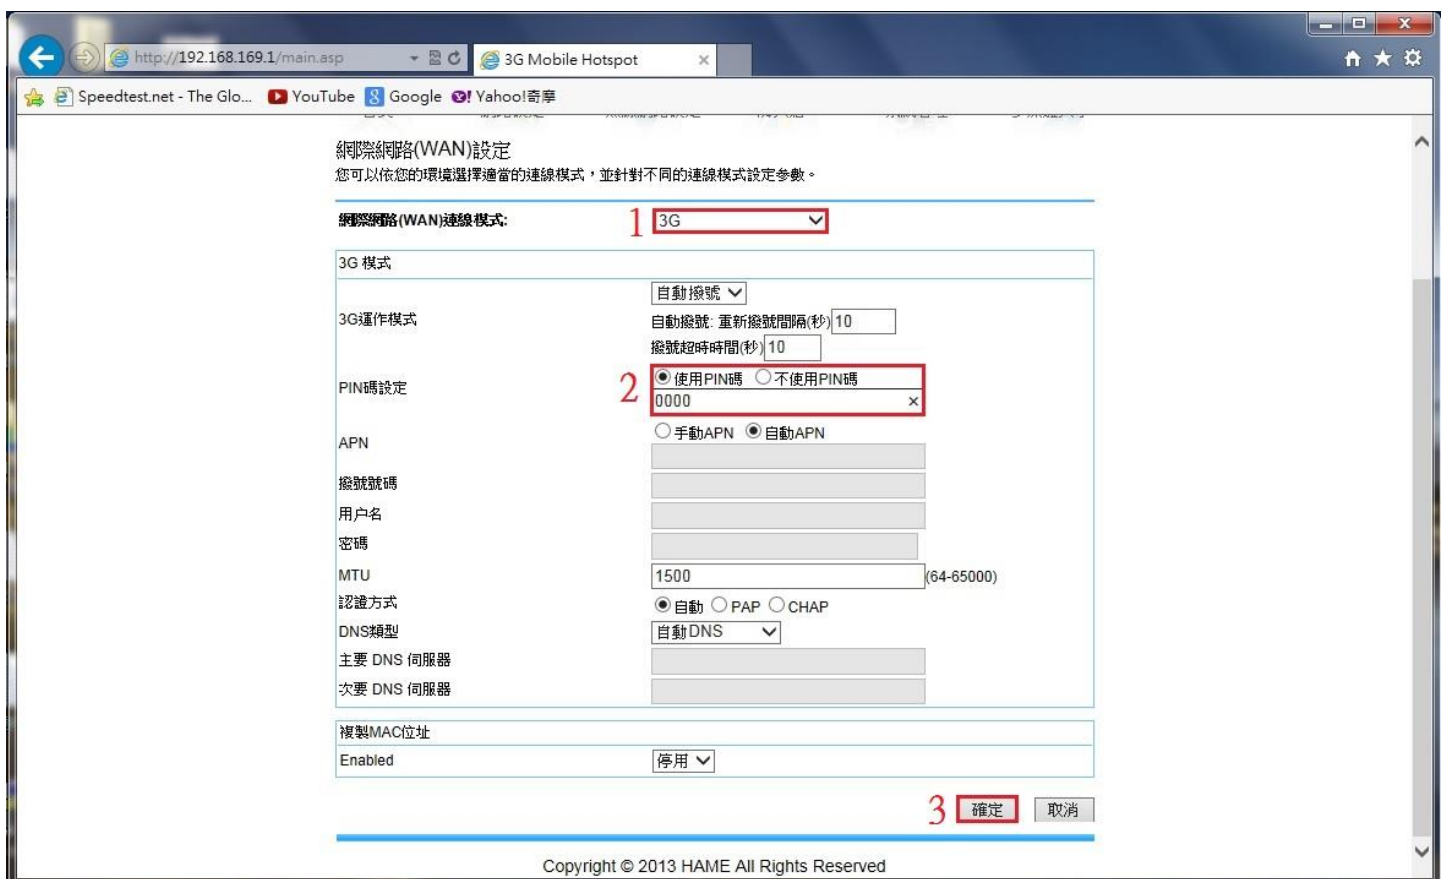 http://192.168.169.1/main.asp
3G Mobile Hotspot
Speedtest.net - The Glo... YouTube Google Yahoo!奇摩
網際網路(WAN)設定
您可以依您的環境選擇適當的連線模式,並針對不同的連線模式設定參數。
網際網路(WAN)連線模式: 1 3G
3G 模式
自動撥號
3G運作模式 自動撥號: 重新撥號間隔(秒) 10
撥號超時時間(秒) 10
PIN碼設定 2 使用PIN碼 不使用PIN碼
0000 ×
APN 手動APN 自動APN
撥號號碼
用户名
密碼
MTU 1500 (64-65000)
認證方式 自動 PAP CHAP
DNS類型 自動DNS
主要 DNS 伺服器
次要 DNS 伺服器
複製MAC位址
Enabled 停用
3 確定 取消
Copyright © 2013 HAME All Rights Reserved